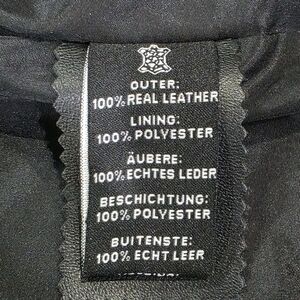 OUTER:
100% REAL LEATHER
LINING:
100% POLYESTER
ÄUBERE:
100% ECHTES LEDER
BESCHICHTUNG:
100% POLYESTER
BUITENSTE:
100% ECHT LEER